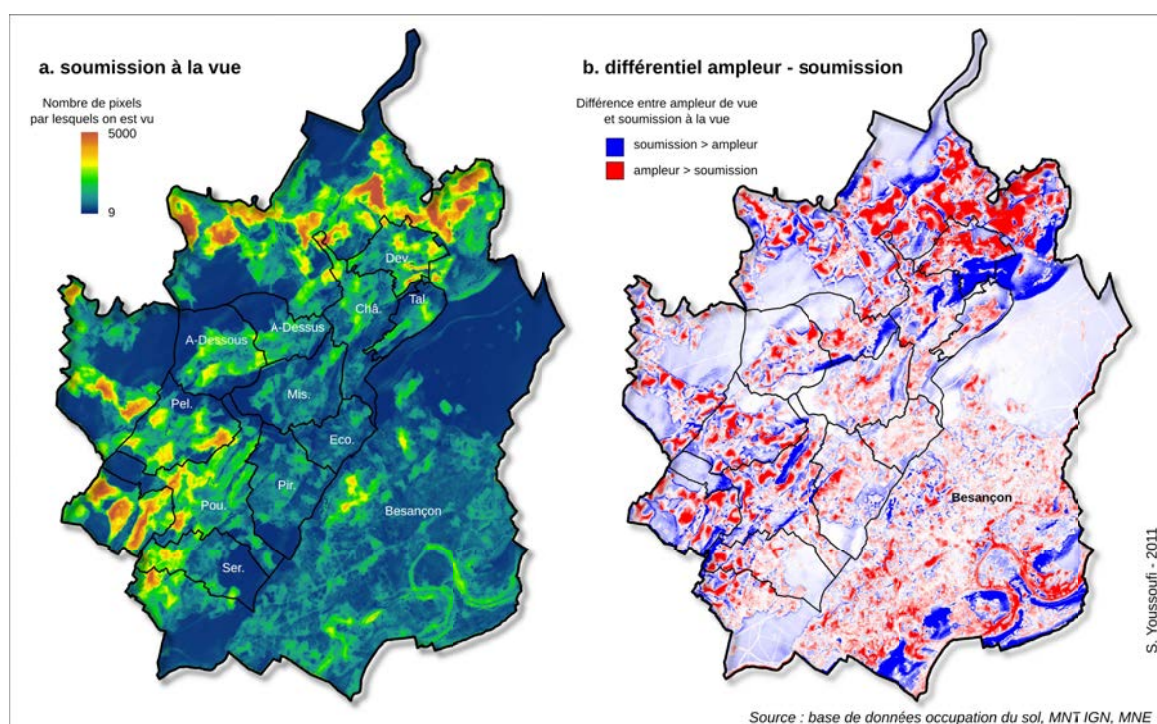 a. soumission à la vue
Nombre de pixels
par lesquels on est vu
5000
9
Dev.
Tal.
Châ.
A-Dessus
A-Dessous
Mis.
Pel.
Eco.
Pir.
Pou.
Besançon
Ser.
b. différentiel ampleur - soumission
Différence entre ampleur de vue
et soumission à la vue
soumission > ampleur
ampleur > soumission
Besançon
S. Youssoufi - 2011
Source : base de données occupation du sol, MNT IGN, MNE